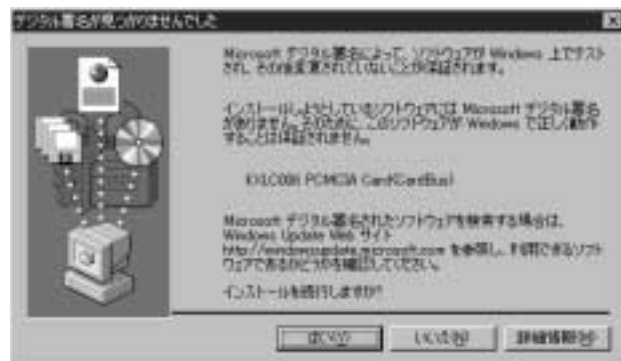 デジタル署名が見つかりませんでした
Microsoft デジタル署名によって、ソフトウェアが Windows 上でテスト
され、その後変更されていないことが保証されます。
インストールしようとしているソフトウェアには Microsoft デジタル署名
がありません。そのために、このソフトウェアが Windows で正しく動作
することは保証されません。
KXLC006 PCMCIA Card(CardBus)
Microsoft デジタル署名されたソフトウェアを検索する場合は、
Windows Update Web サイト
http://windowsupdate.microsoft.com を参照し、利用できるソフト
ウェアであるかどうかを確認してください。
インストールを続行しますか?
はい(Y)
いいえ(N)
詳細情報(M)